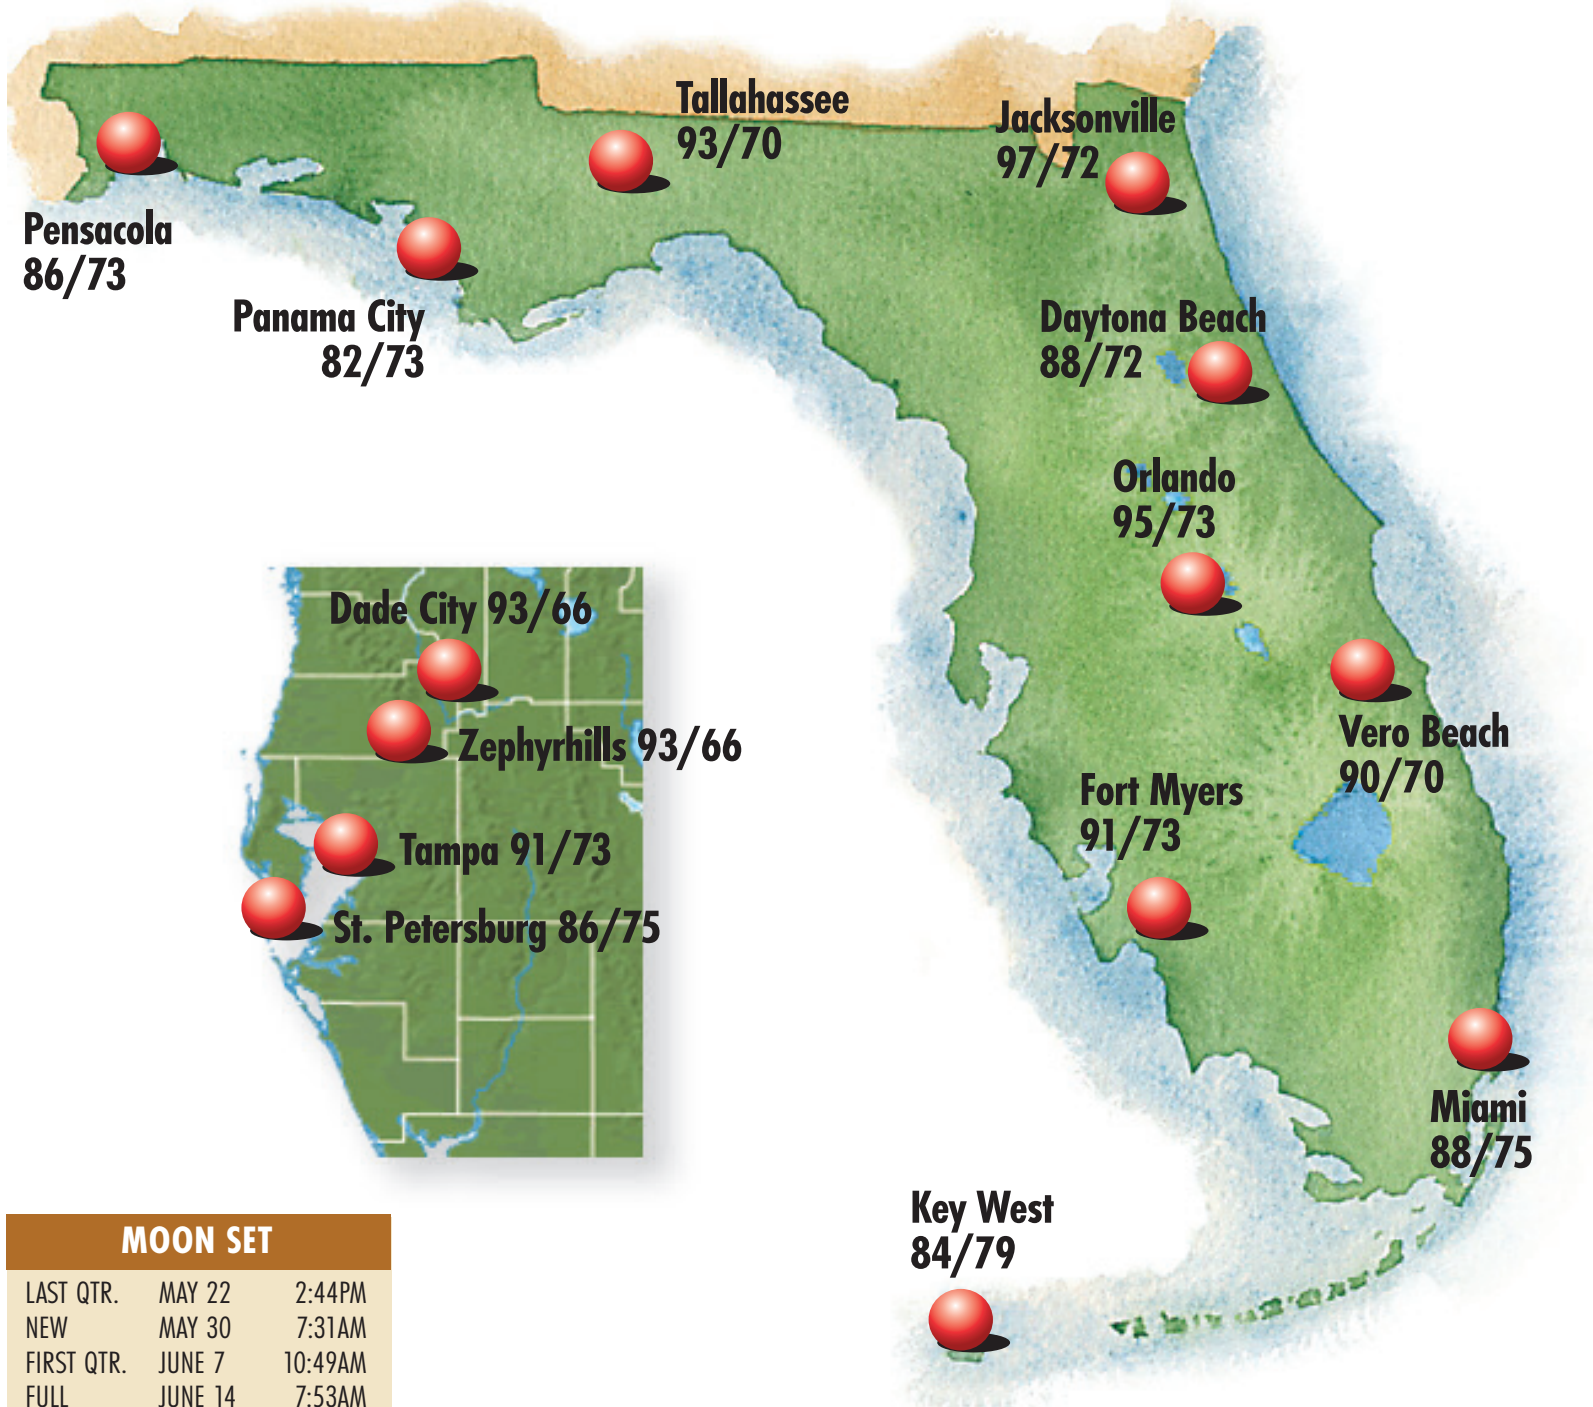 Tallahassee
93/70
Jacksonville
97/72
Pensacola
86/73
Panama City
82/73
Daytona Beach
88/72
Orlando
95/73
Dade City 93/66
Zephyrhills 93/66
Vero Beach
90/70
Fort Myers
91/73
Tampa 91/73
St. Petersburg 86/75
Miami
88/75
Key West
84/79
MOON SET
LAST QTR. MAY 22 2:44PM
NEW MAY 30 7:31AM
FIRST QTR. JUNE 7 10:49AM
FULL JUNE 14 7:53AM